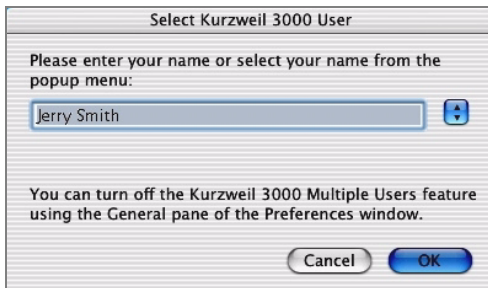 Select Kurzweil 3000 User
Please enter your name or select your name from the
popup menu:
Jerry Smith
You can turn off the Kurzweil 3000 Multiple Users feature
using the General pane of the Preferences window.
Cancel OK